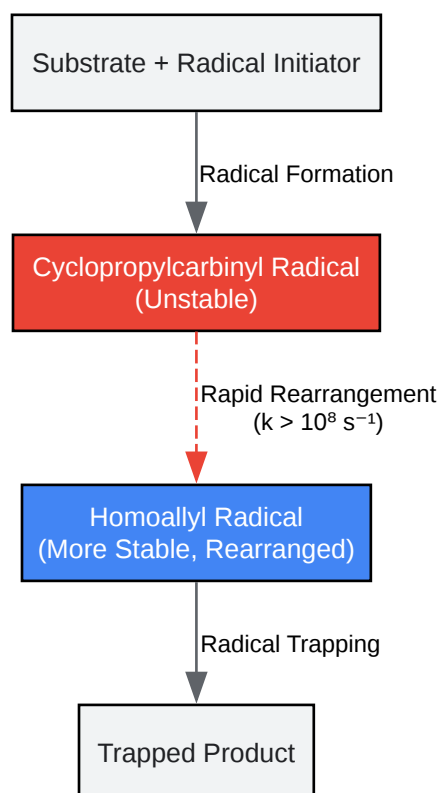 Substrate + Radical Initiator
Radical Formation
Cyclopropylcarbinyl Radical
(Unstable)
Rapid Rearrangement
(k > 10⁸ s⁻¹)
Homoallyl Radical
(More Stable, Rearranged)
Radical Trapping
Trapped Product